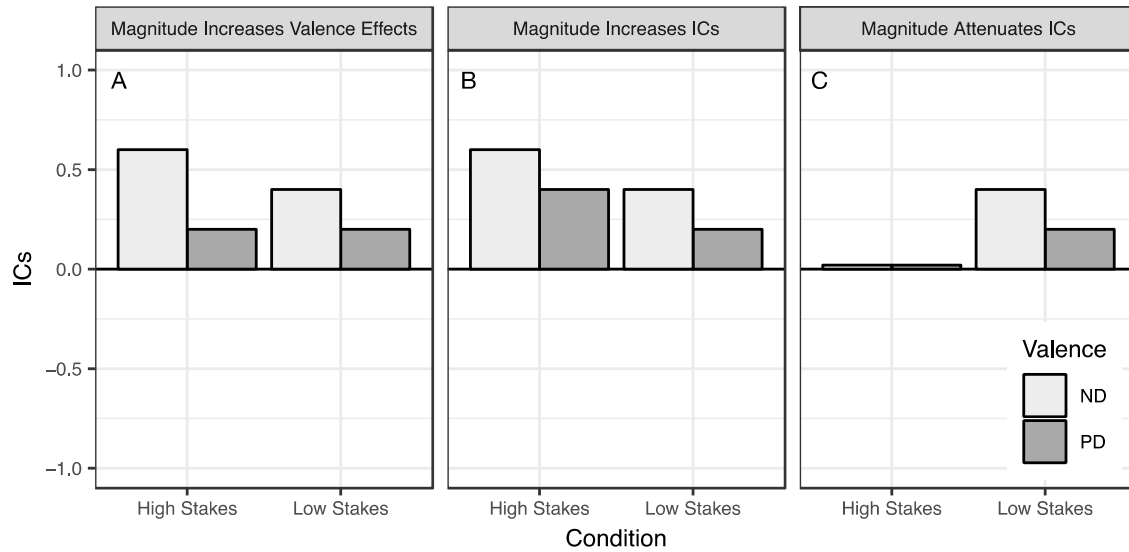 Magnitude Increases Valence Effects
Magnitude Increases ICs
Magnitude Attenuates ICs
A
B
C
1.0
0.5
0.0
−0.5
−1.0
ICs
Valence
ND
PD
High Stakes
Low Stakes
High Stakes
Low Stakes
High Stakes
Low Stakes
Condition